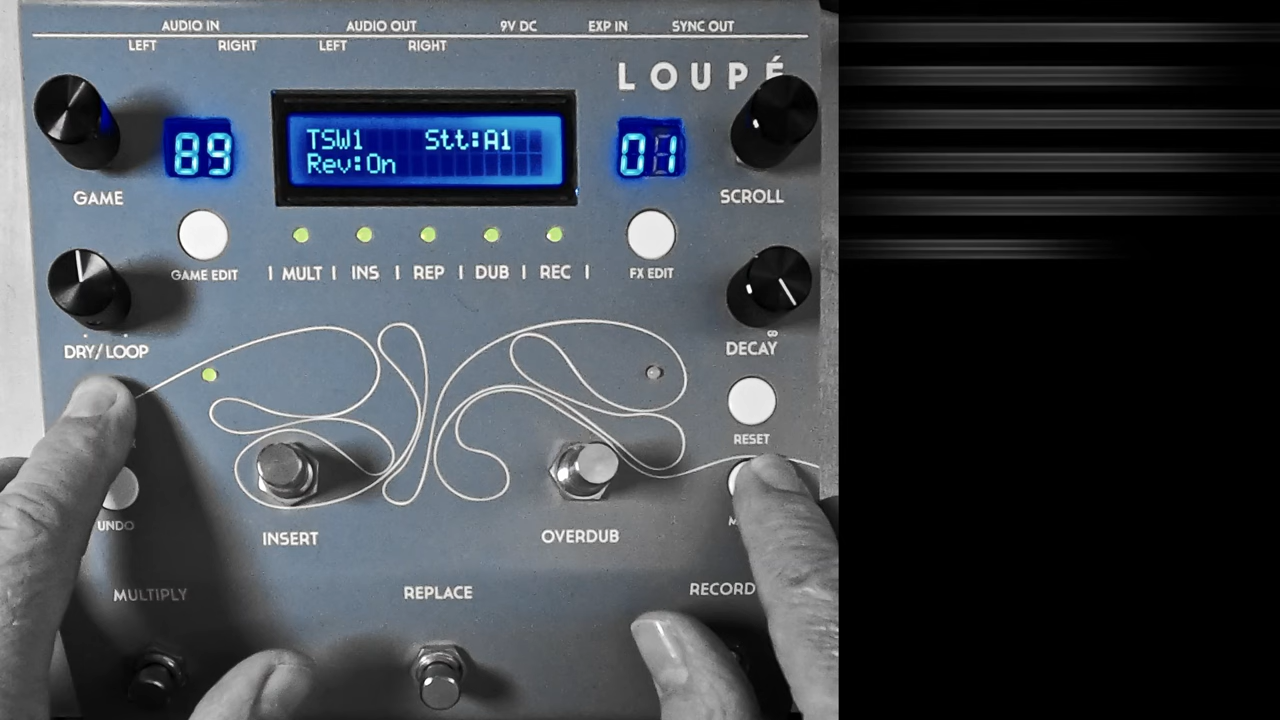 AUDIO IN AUDIO OUT 9V DC EXP IN SYNC OUT
LEFT RIGHT LEFT RIGHT
LOUPÉ
89
TSW1 Stt:A1
Rev:On
01
GAME
SCROLL
GAME EDIT
| MULT | INS | REP | DUB | REC |
FX EDIT
∞
DRY/LOOP
DECAY
RESET
UNDO
INSERT
OVERDUB
MULTIPLY
REPLACE
RECORD